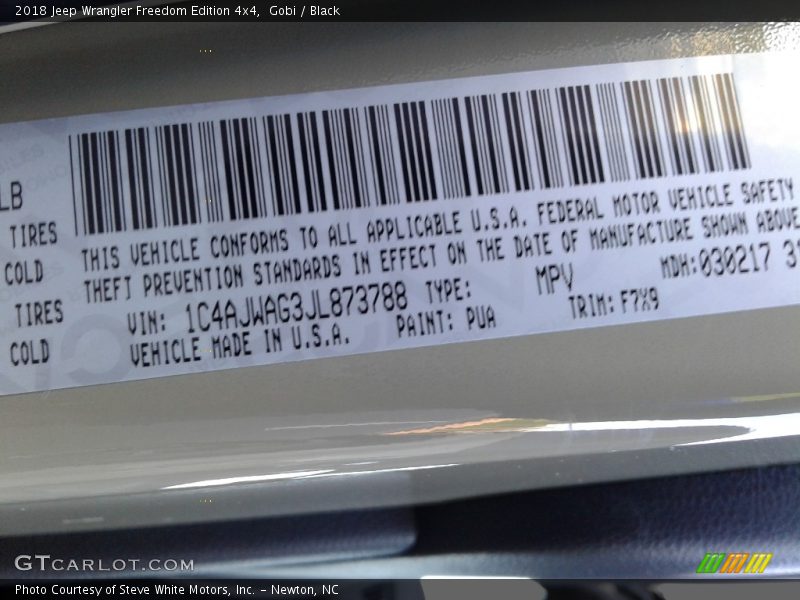 2018 Jeep Wrangler Freedom Edition 4x4, Gobi / Black
LB
TIRES
COLD
TIRES
COLD
THIS VEHICLE CONFORMS TO ALL APPLICABLE U.S.A. FEDERAL MOTOR VEHICLE SAFETY
THEFT PREVENTION STANDARDS IN EFFECT ON THE DATE OF MANUFACTURE SHOWN ABOVE
VIN: 1C4AJWAG3JL873788 TYPE: MPV MDH:030217 3
VEHICLE MADE IN U.S.A. PAINT: PUA TRIM: F7X9
GTCARLOT.COM
Photo Courtesy of Steve White Motors, Inc. – Newton, NC